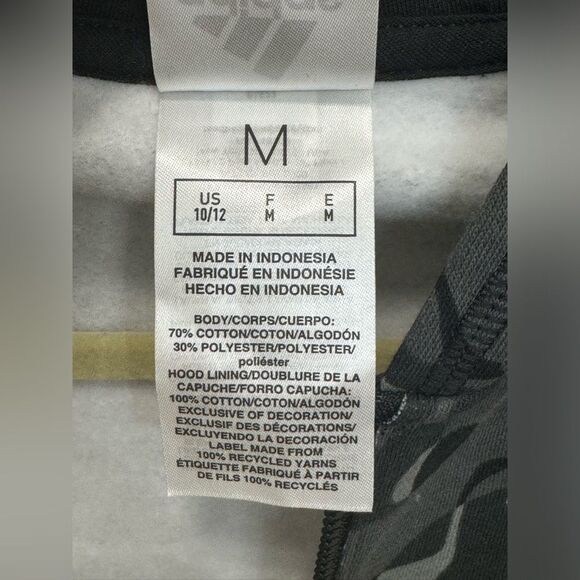 adidas
M
US F E
10/12 M M
MADE IN INDONESIA
FABRIQUÉ EN INDONÉSIE
HECHO EN INDONESIA
BODY/CORPS/CUERPO:
70% COTTON/COTON/ALGODÓN
30% POLYESTER/POLYESTER/
poliéster
HOOD LINING/DOUBLURE DE LA
CAPUCHE/FORRO CAPUCHA:
100% COTTON/COTON/ALGODÓN
EXCLUSIVE OF DECORATION/
EXCLUSIF DES DÉCORATIONS/
EXCLUYENDO LA DECORACIÓN
LABEL MADE FROM
100% RECYCLED YARNS
ÉTIQUETTE FABRIQUÉ À PARTIR
DE FILS 100% RECYCLÉS